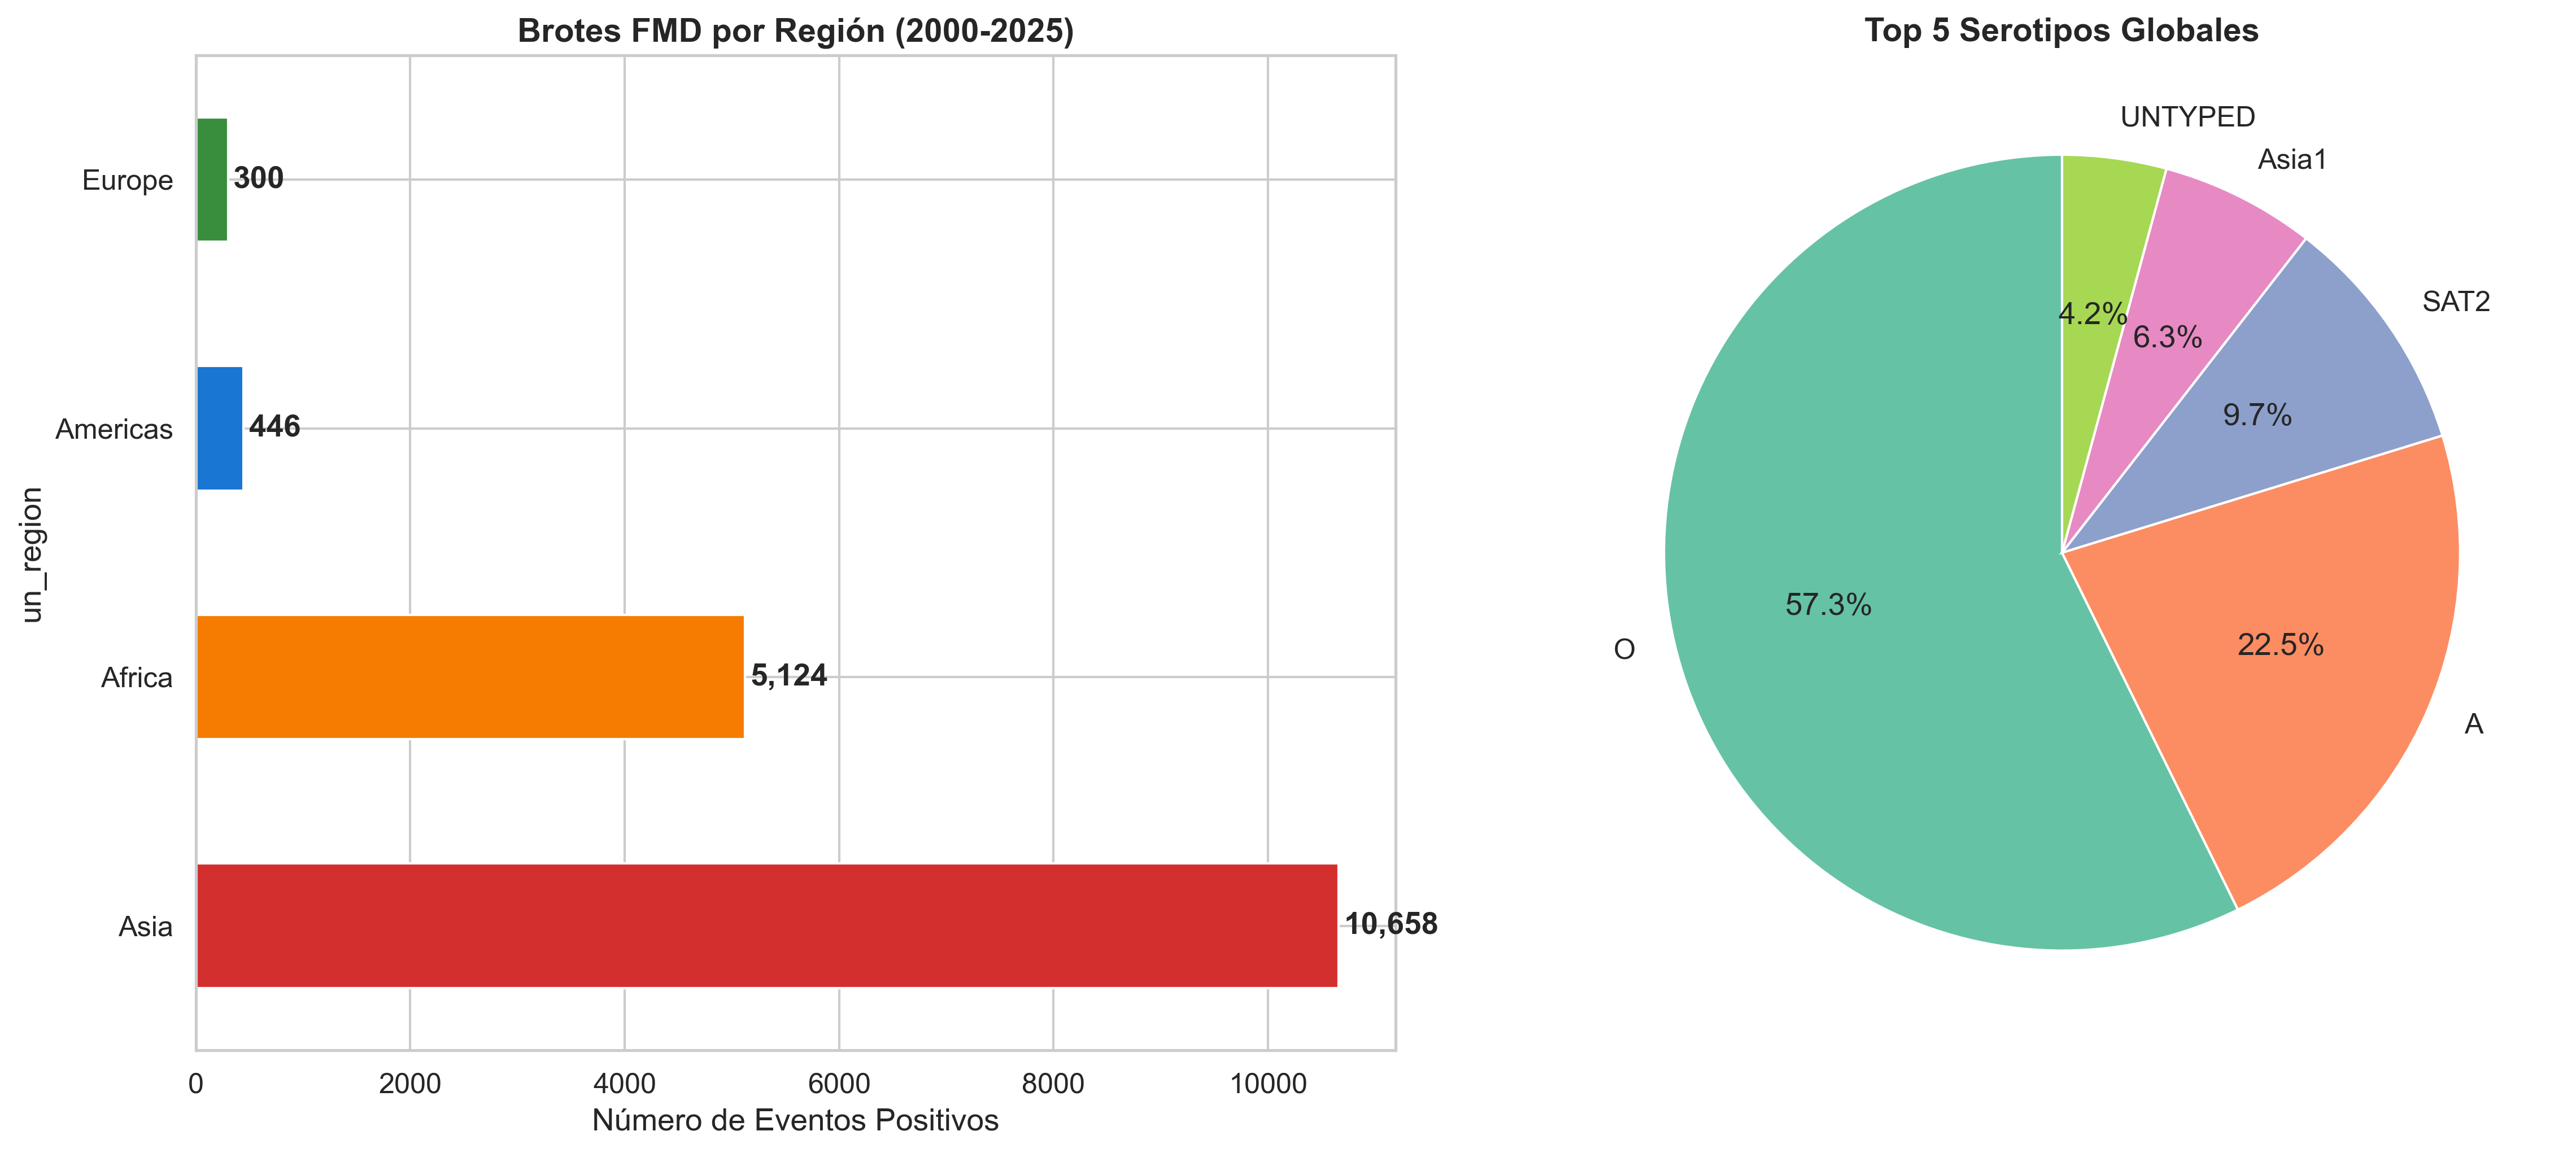 Brotes FMD por Región (2000-2025)
un_region
Europe
300
Americas
446
Africa
5,124
Asia
10,658
0
2000
4000
6000
8000
10000
Número de Eventos Positivos
Top 5 Serotipos Globales
UNTYPED
Asia1
SAT2
A
O
4.2%
6.3%
9.7%
22.5%
57.3%